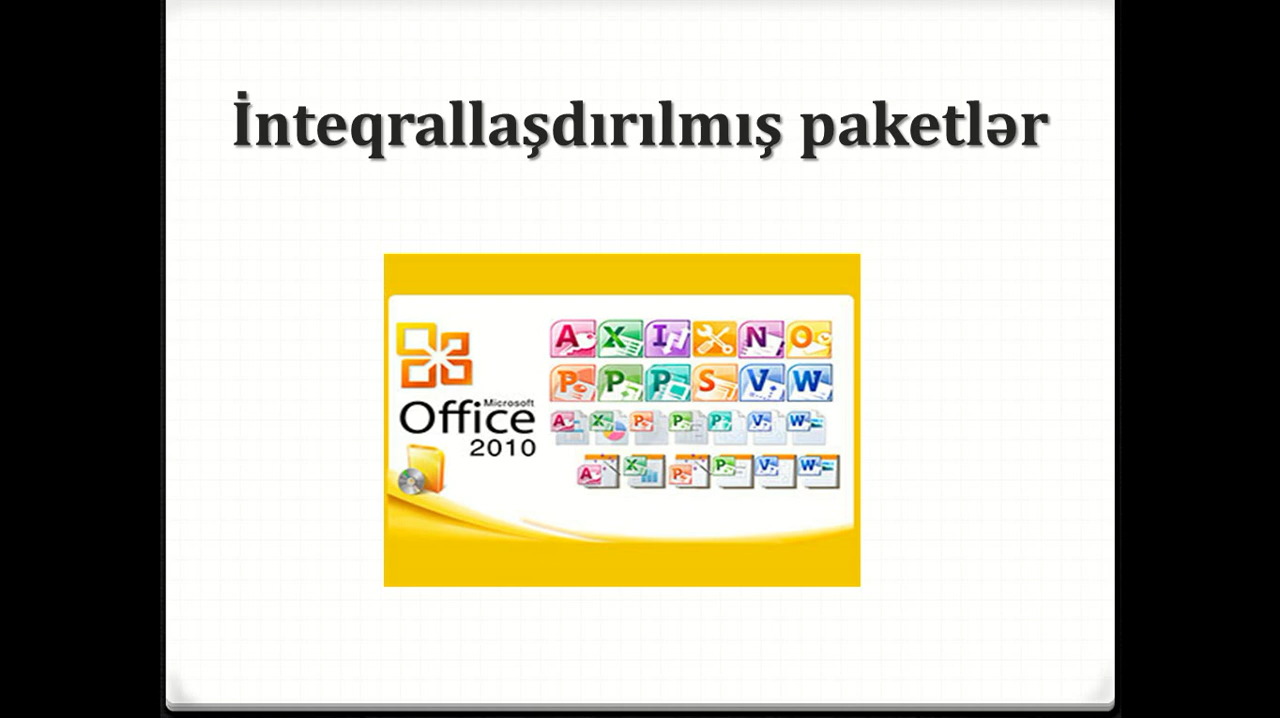 İnteqrallaşdırılmış paketlər
Microsoft
Office
2010
A X I N O
P P P S V W
A X P P P V W
A X P P V W